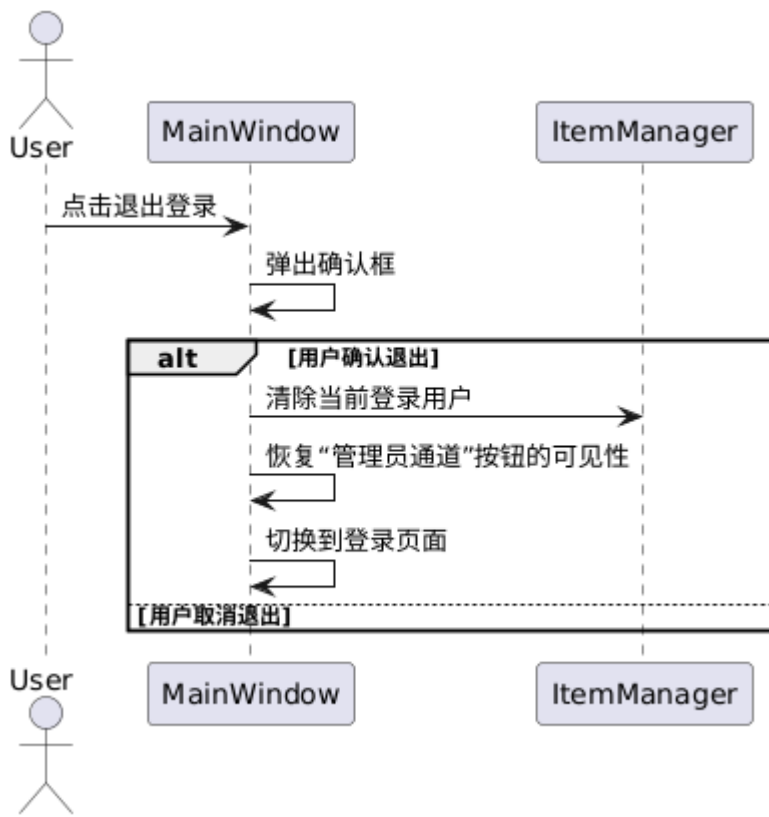 User
MainWindow
ItemManager
点击退出登录
弹出确认框
alt [用户确认退出]
清除当前登录用户
恢复“管理员通道”按钮的可见性
切换到登录页面
[用户取消退出]
User
MainWindow
ItemManager